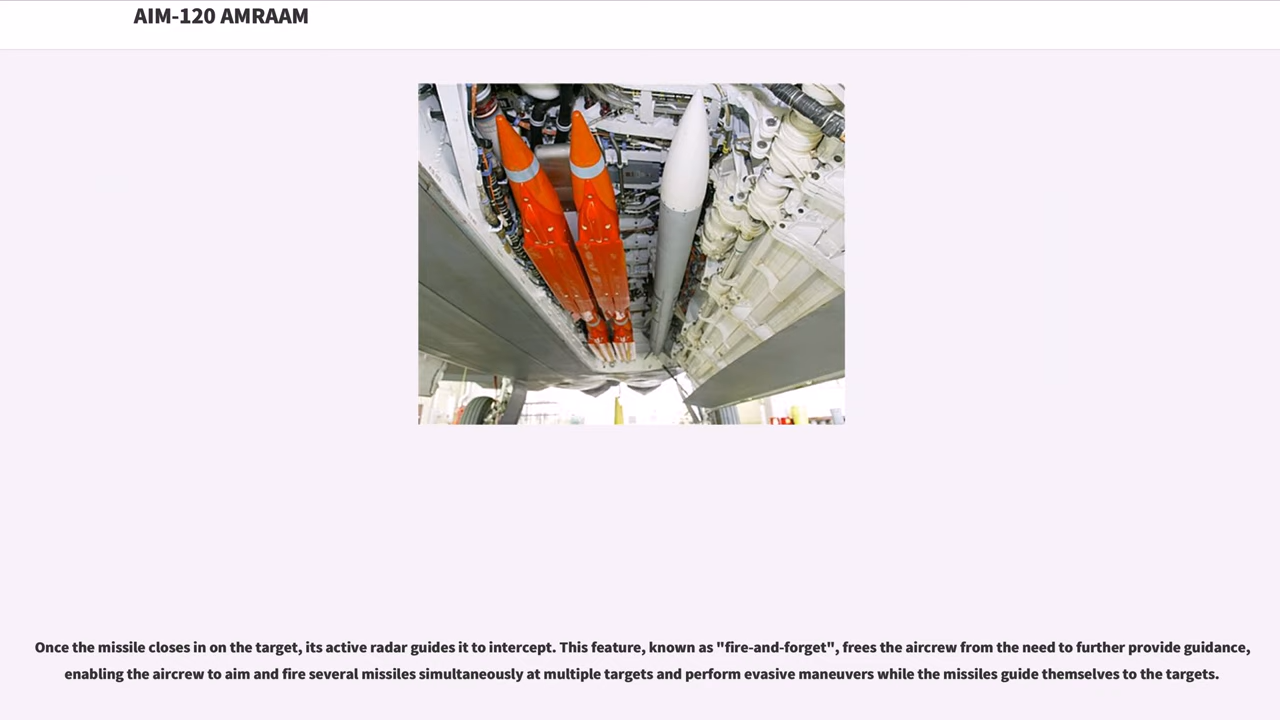 AIM-120 AMRAAM
Once the missile closes in on the target, its active radar guides it to intercept. This feature, known as "fire-and-forget", frees the aircrew from the need to further provide guidance,
enabling the aircrew to aim and fire several missiles simultaneously at multiple targets and perform evasive maneuvers while the missiles guide themselves to the targets.